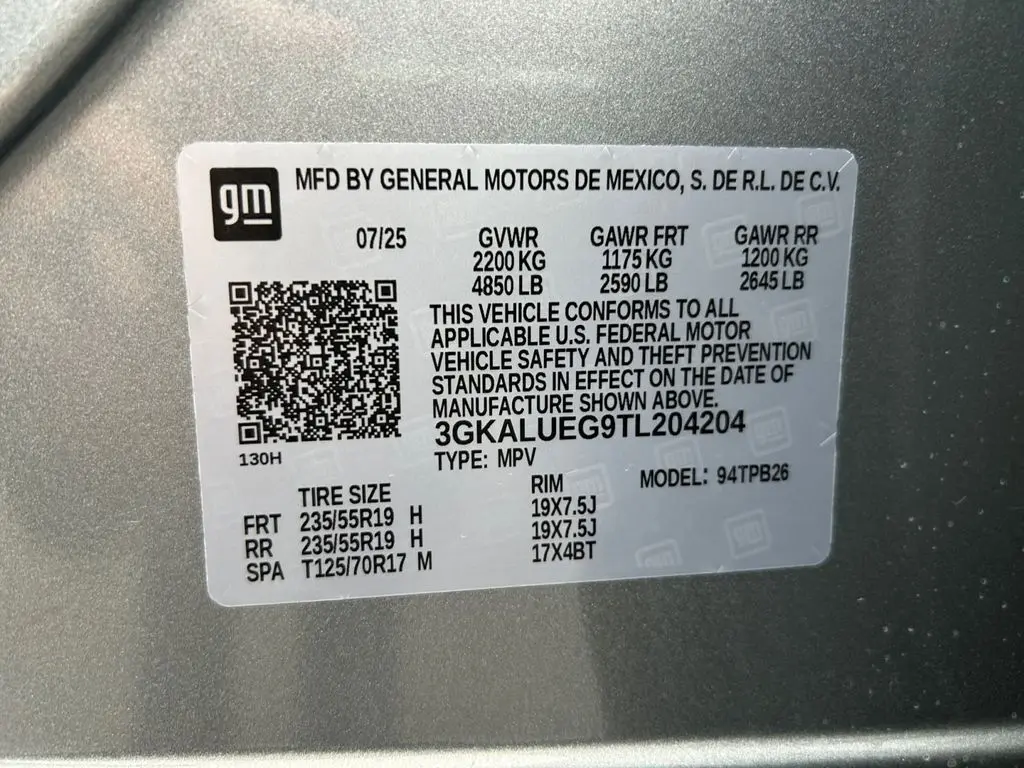 gm
MFD BY GENERAL MOTORS DE MEXICO, S. DE R.L. DE C.V.
07/25 GVWR GAWR FRT GAWR RR
2200 KG 1175 KG 1200 KG
4850 LB 2590 LB 2645 LB
THIS VEHICLE CONFORMS TO ALL
APPLICABLE U.S. FEDERAL MOTOR
VEHICLE SAFETY AND THEFT PREVENTION
STANDARDS IN EFFECT ON THE DATE OF
MANUFACTURE SHOWN ABOVE.
3GKALUEG9TL204204
130H
TYPE: MPV MODEL: 94TPB26
TIRE SIZE RIM
FRT 235/55R19 H 19X7.5J
RR 235/55R19 H 19X7.5J
SPA T125/70R17 M 17X4BT